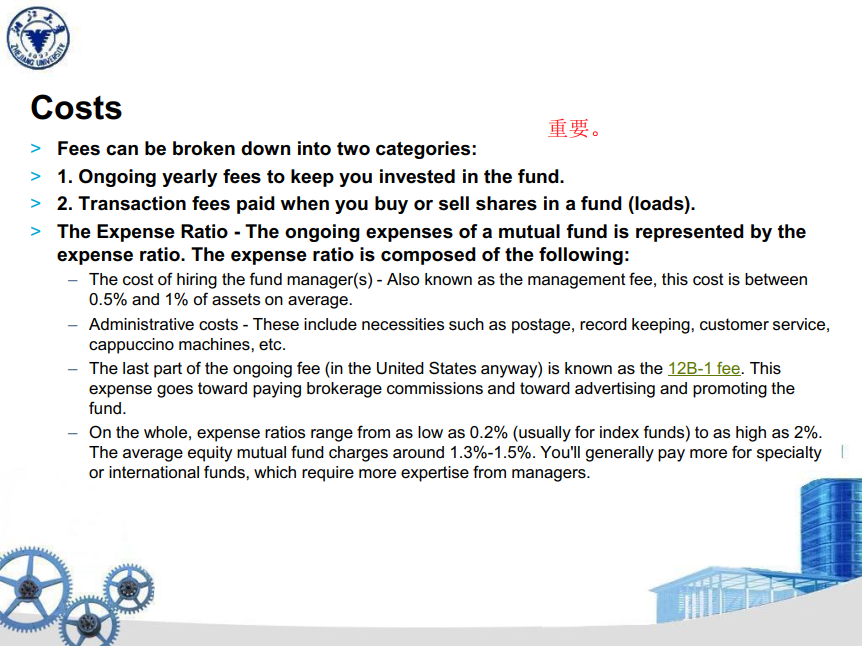 浙江大学
ZHEJIANG UNIVERSITY
1897
Costs
重要。
> Fees can be broken down into two categories:
> 1. Ongoing yearly fees to keep you invested in the fund.
> 2. Transaction fees paid when you buy or sell shares in a fund (loads).
> The Expense Ratio - The ongoing expenses of a mutual fund is represented by the
expense ratio. The expense ratio is composed of the following:
– The cost of hiring the fund manager(s) - Also known as the management fee, this cost is between
0.5% and 1% of assets on average.
– Administrative costs - These include necessities such as postage, record keeping, customer service,
cappuccino machines, etc.
– The last part of the ongoing fee (in the United States anyway) is known as the 12B-1 fee. This
expense goes toward paying brokerage commissions and toward advertising and promoting the
fund.
– On the whole, expense ratios range from as low as 0.2% (usually for index funds) to as high as 2%.
The average equity mutual fund charges around 1.3%-1.5%. You'll generally pay more for specialty
or international funds, which require more expertise from managers.